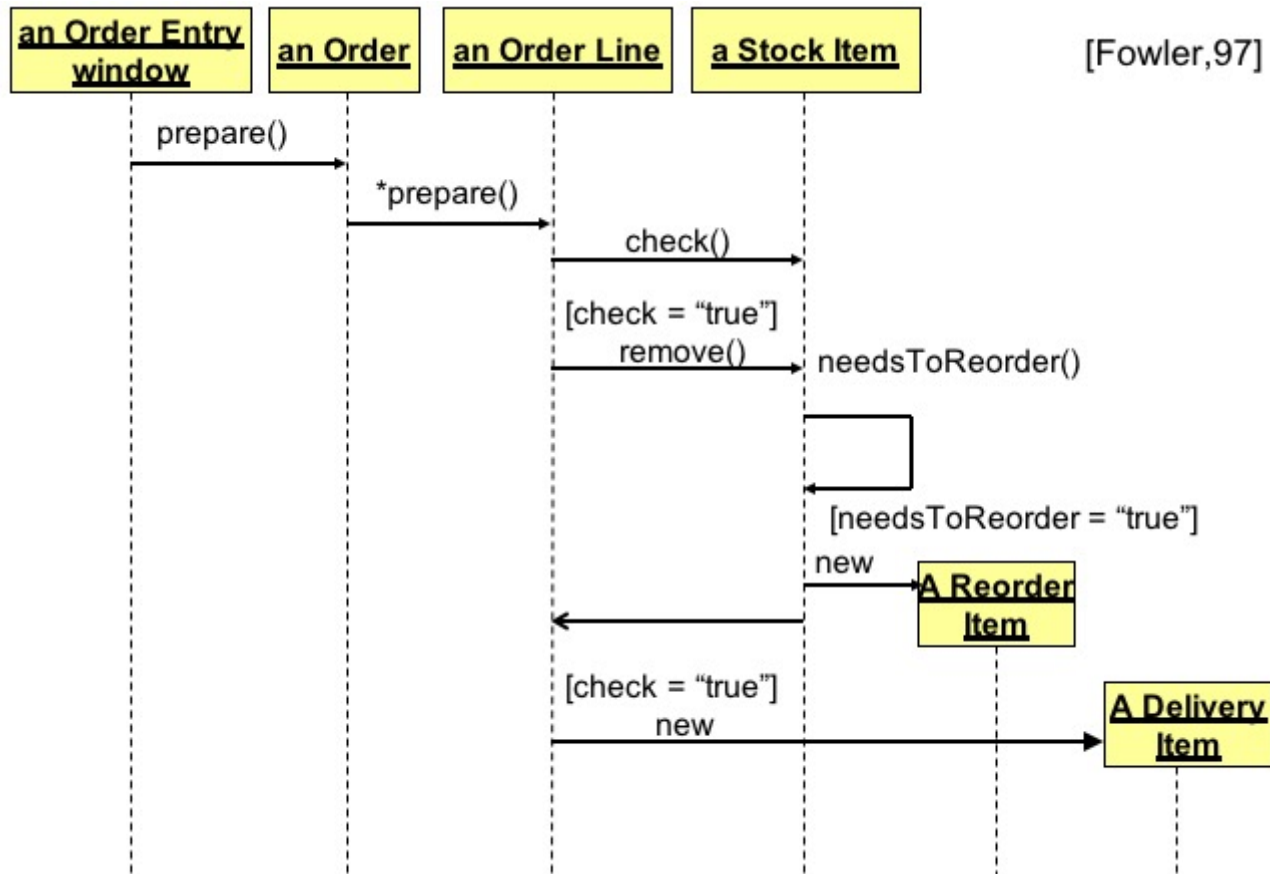 an Order Entry
window
an Order
an Order Line
a Stock Item
[Fowler,97]
prepare()
*prepare()
check()
[check = “true”]
remove()
needsToReorder()
[needsToReorder = “true”]
new
A Reorder
Item
[check = “true”]
new
A Delivery
Item